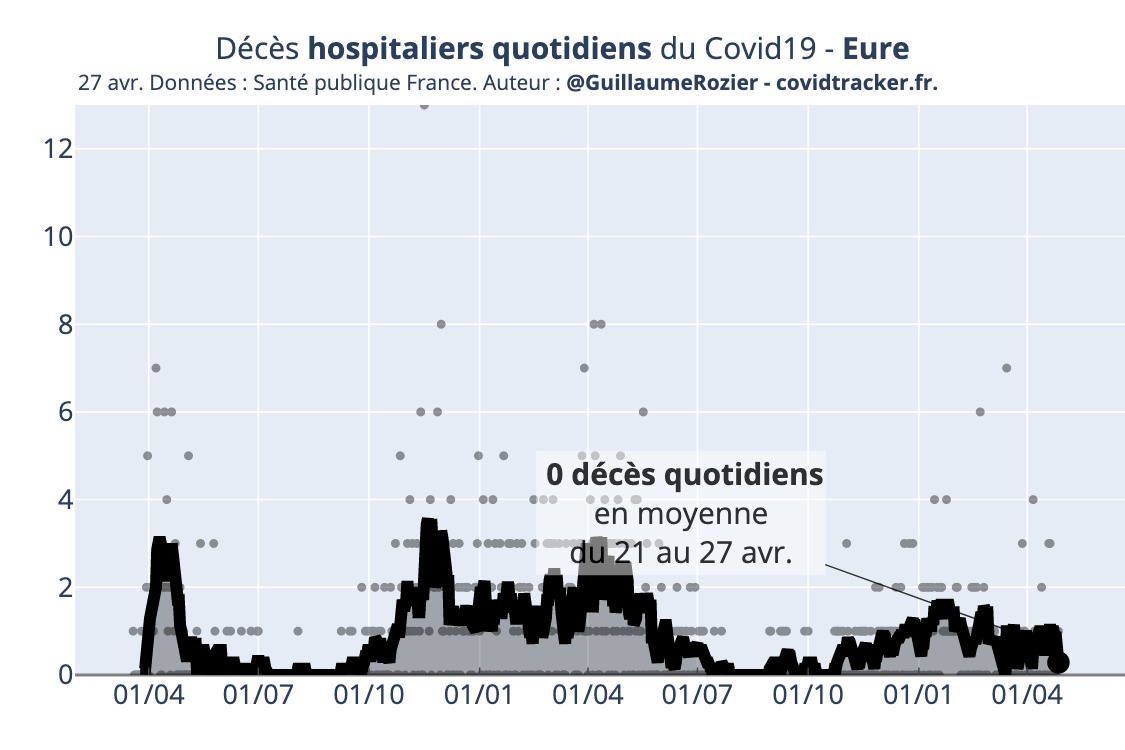 Décès hospitaliers quotidiens du Covid19 - Eure
27 avr. Données : Santé publique France. Auteur : @GuillaumeRozier - covidtracker.fr.
12
10
8
6
4
2
0
0 décès quotidiens
en moyenne
du 21 au 27 avr.
01/04 01/07 01/10 01/01 01/04 01/07 01/10 01/01 01/04